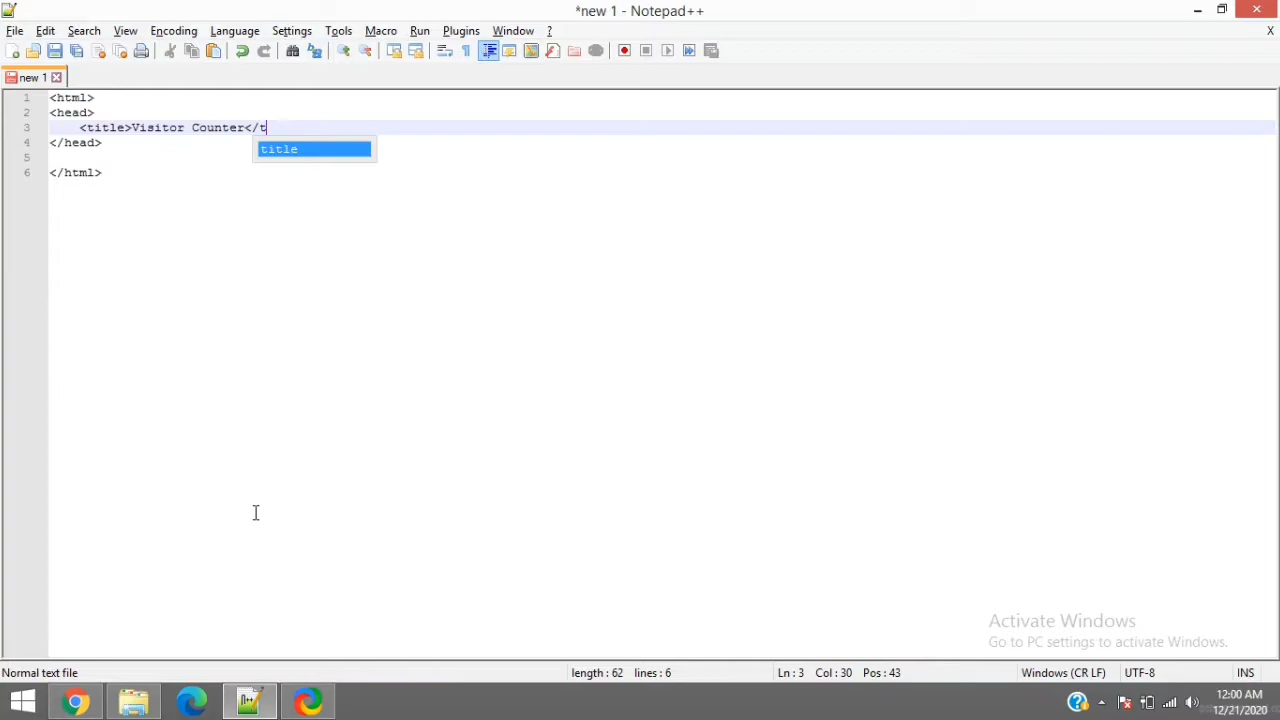 *new 1 - Notepad++
File Edit Search View Encoding Language Settings Tools Macro Run Plugins Window ? X
new 1
1 <html>
2 <head>
3 <title>Visitor Counter</t
title
4 </head>
5
6 </html>
Activate Windows
Go to PC settings to activate Windows.
Normal text file length : 62 lines : 6 Ln : 3 Col : 30 Pos : 43 Windows (CR LF) UTF-8 INS
12:00 AM
12/21/2020